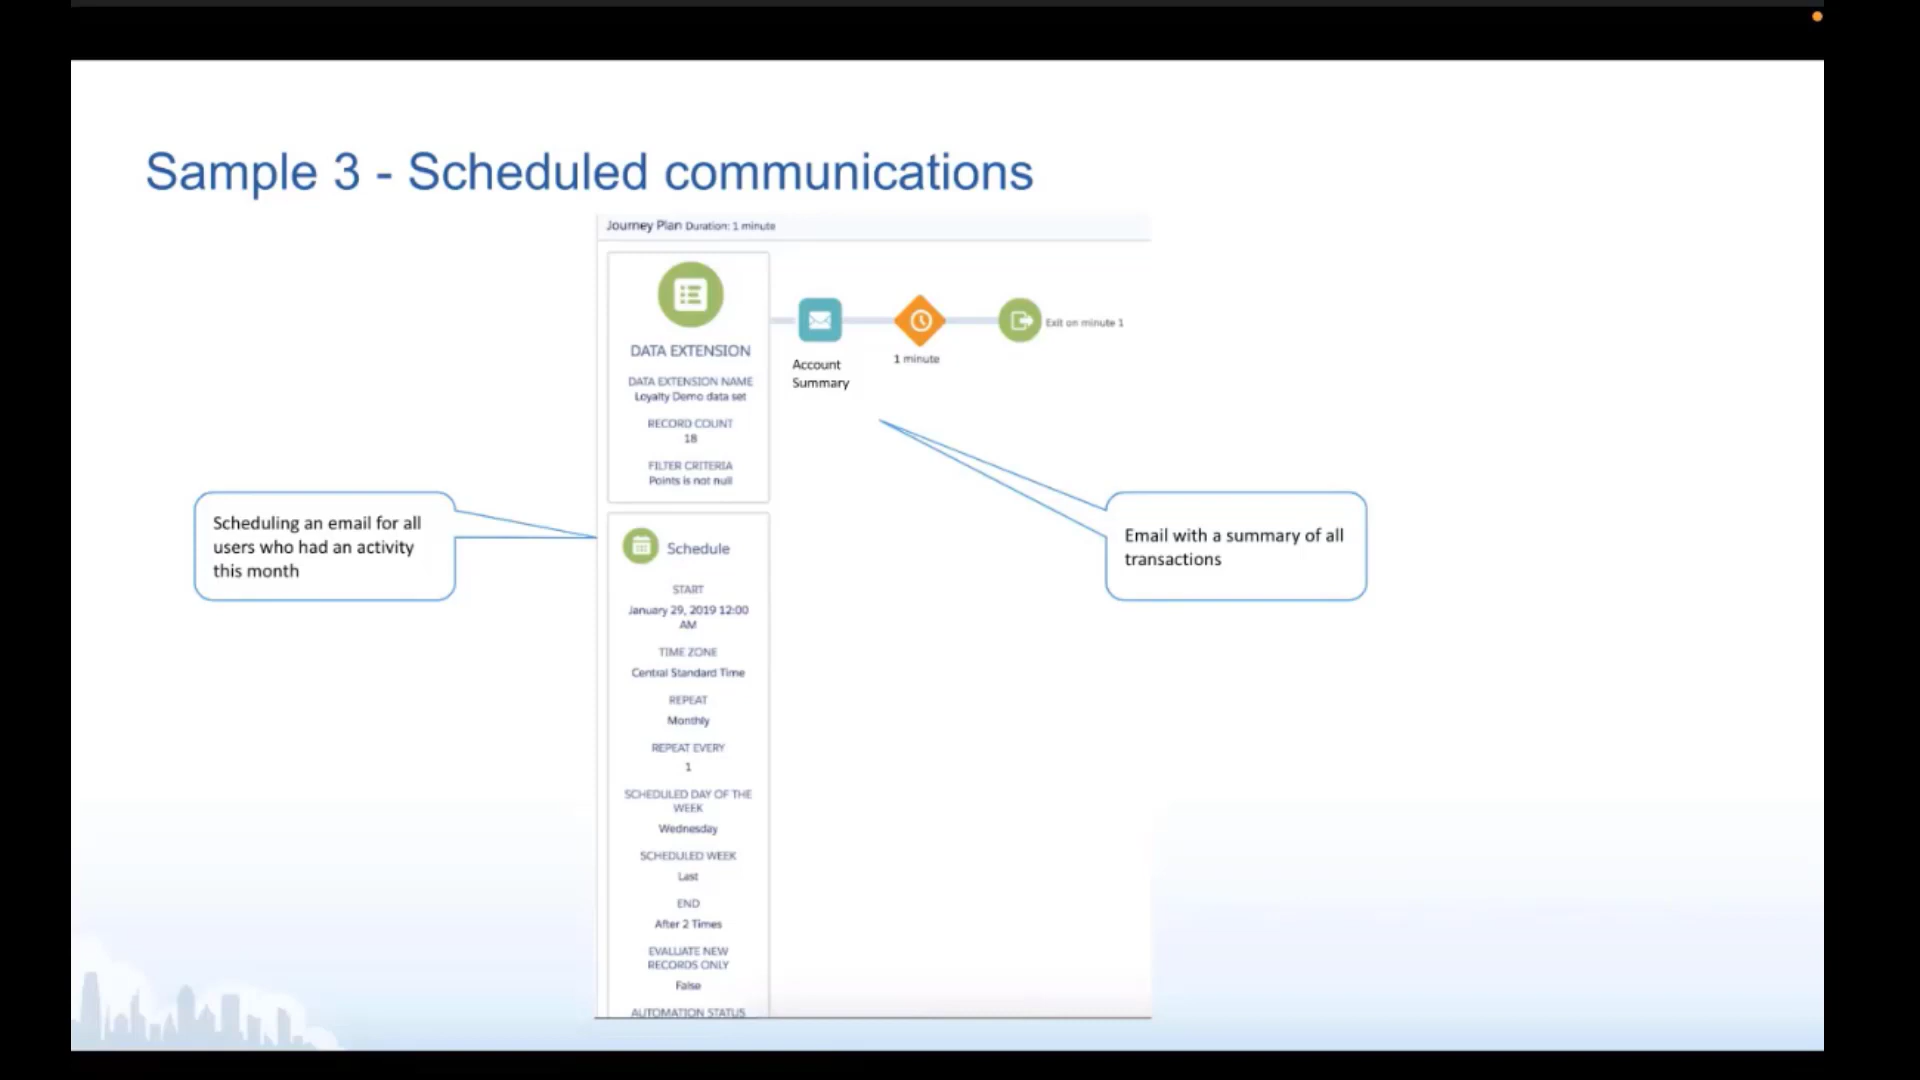 Sample 3 - Scheduled communications
Journey Plan Duration: 1 minute
DATA EXTENSION
DATA EXTENSION NAME
Loyalty Demo data set
RECORD COUNT
18
FILTER CRITERIA
Points is not null
Account
Summary
1 minute
Exit on minute 1
Scheduling an email for all
users who had an activity
this month
Email with a summary of all
transactions
Schedule
START
January 29, 2019 12:00
AM
TIME ZONE
Central Standard Time
REPEAT
Monthly
REPEAT EVERY
1
SCHEDULED DAY OF THE
WEEK
Wednesday
SCHEDULED WEEK
Last
END
After 2 Times
EVALUATE NEW
RECORDS ONLY
False
AUTOMATION STATUS